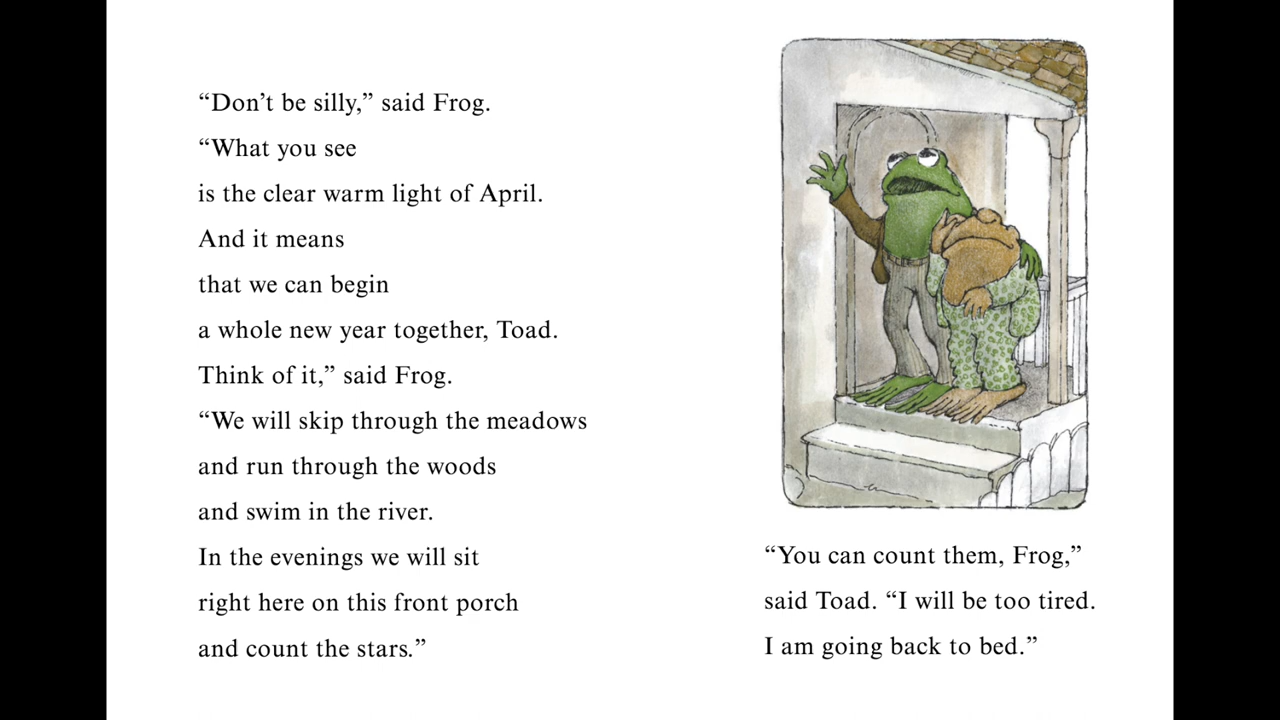 “Don’t be silly,” said Frog.
“What you see
is the clear warm light of April.
And it means
that we can begin
a whole new year together, Toad.
Think of it,” said Frog.
“We will skip through the meadows
and run through the woods
and swim in the river.
In the evenings we will sit
right here on this front porch
and count the stars.”
“You can count them, Frog,”
said Toad. “I will be too tired.
I am going back to bed.”